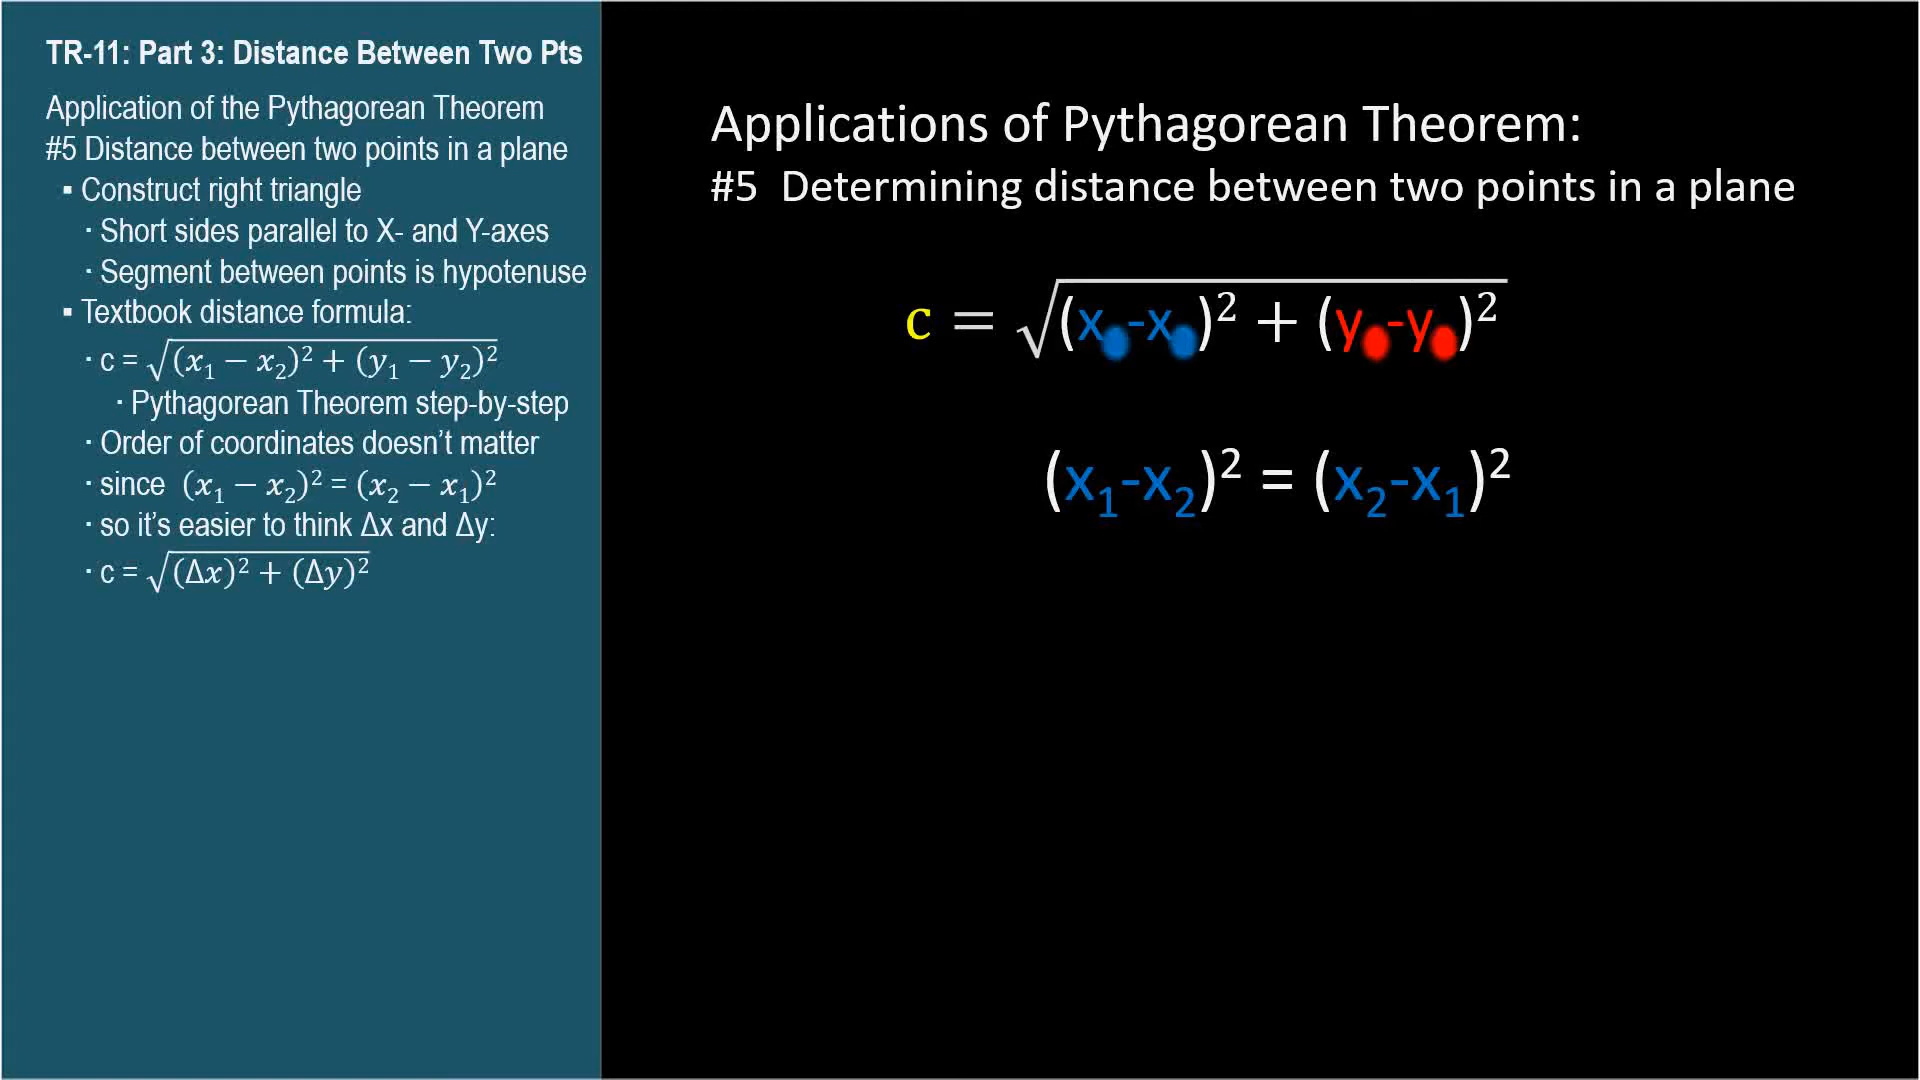 TR-11: Part 3: Distance Between Two Pts
Application of the Pythagorean Theorem
#5 Distance between two points in a plane
▪ Construct right triangle
· Short sides parallel to X- and Y-axes
· Segment between points is hypotenuse
▪ Textbook distance formula:
· c = √(x₁ − x₂)² + (y₁ − y₂)²
· Pythagorean Theorem step-by-step
· Order of coordinates doesn't matter
· since (x₁ − x₂)² = (x₂ − x₁)²
· so it's easier to think Δx and Δy:
· c = √(Δx)² + (Δy)²
Applications of Pythagorean Theorem:
#5 Determining distance between two points in a plane
c = √(x-x)² + (y-y)²
(x₁-x₂)² = (x₂-x₁)²